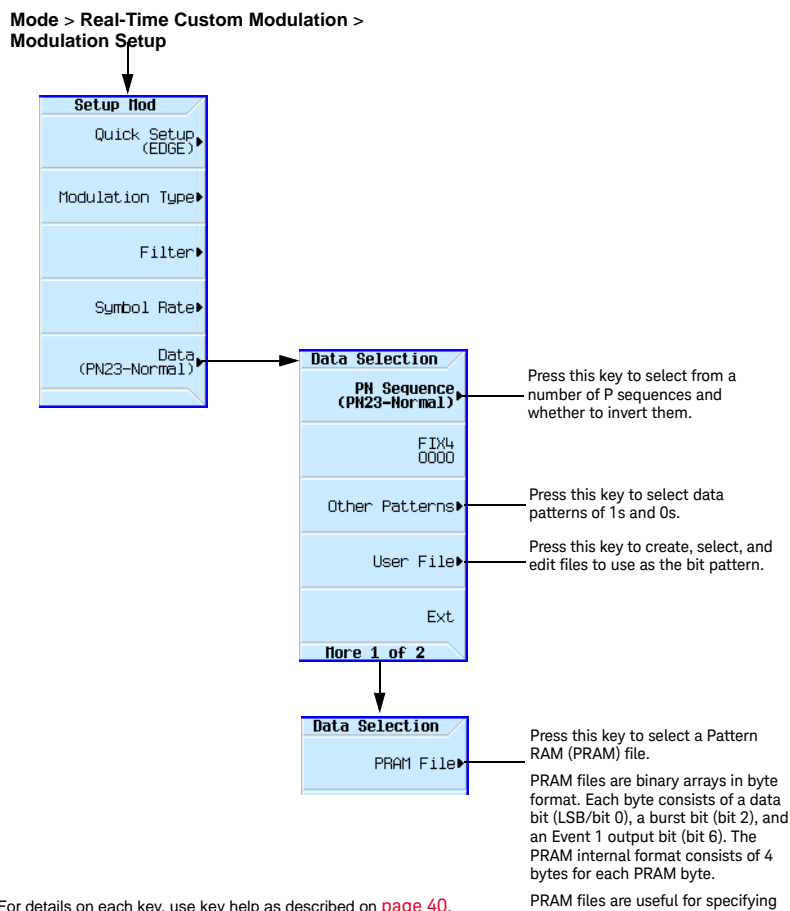 Mode > Real-Time Custom Modulation >
Modulation Setup
Setup Mod
Quick Setup
(EDGE)
Modulation Type
Filter
Symbol Rate
Data
(PN23-Normal)
Data Selection
PN Sequence
(PN23-Normal)
FIX4
0000
Other Patterns
User File
Ext
More 1 of 2
Press this key to select from a
number of P sequences and
whether to invert them.
Press this key to select data
patterns of 1s and 0s.
Press this key to create, select, and
edit files to use as the bit pattern.
Data Selection
PRAM File
Press this key to select a Pattern
RAM (PRAM) file.
PRAM files are binary arrays in byte
format. Each byte consists of a data
bit (LSB/bit 0), a burst bit (bit 2), and
an Event 1 output bit (bit 6). The
PRAM internal format consists of 4
bytes for each PRAM byte.
PRAM files are useful for specifying
For details on each key, use key help as described on page 40.